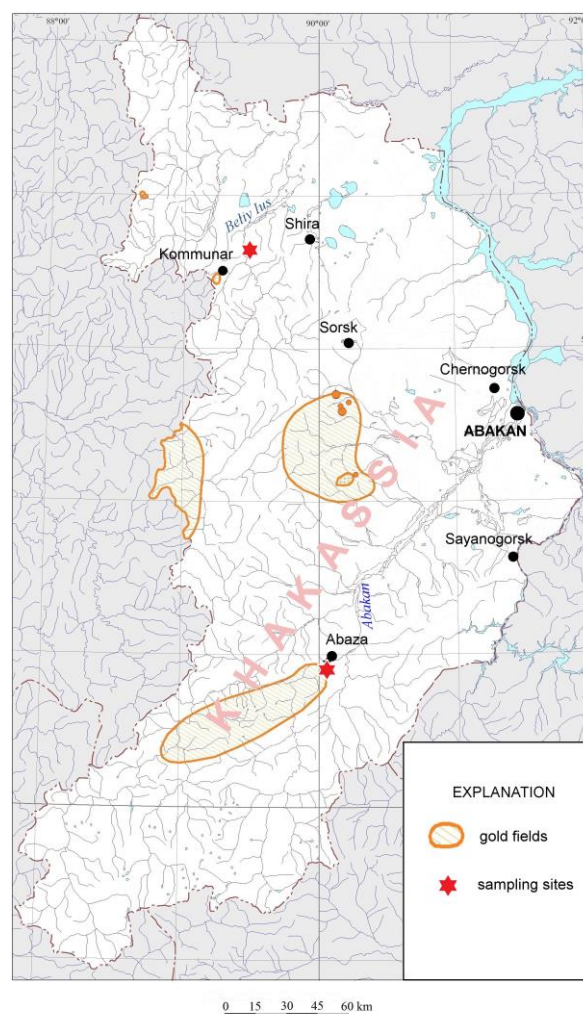 88°00'
90°00'
92°0
Beliy Ius
Shira
Kommunar
Sorsk
Chernogorsk
ABAKAN
KHAKASSIA
Sayanogorsk
Abakan
Abaza
EXPLANATION
gold fields
sampling sites
0 15 30 45 60 km